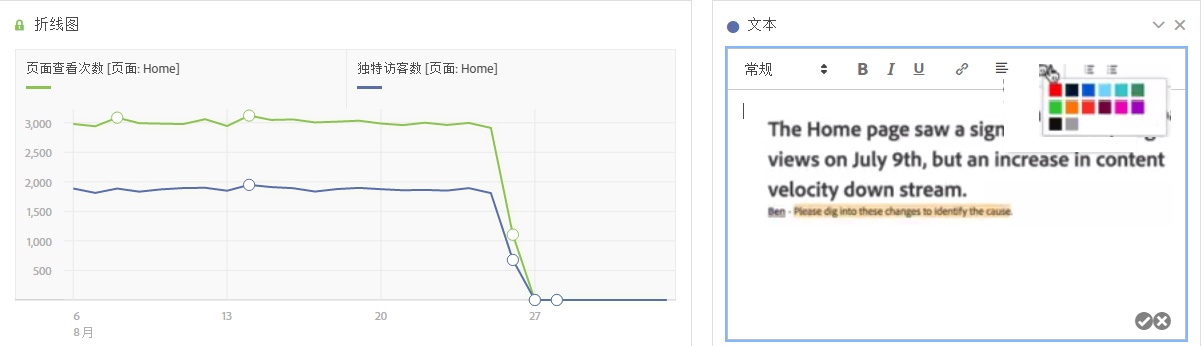 折线图
页面查看次数 [页面: Home]
独特访客数 [页面: Home]
3,000
2,500
2,000
1,500
1,000
500
6
13
20
27
8 月
文本
常规
B I U
The Home page saw a sign
views on July 9th, but an increase in content
velocity down stream.
Ben - Please dig into these changes to identify the cause.